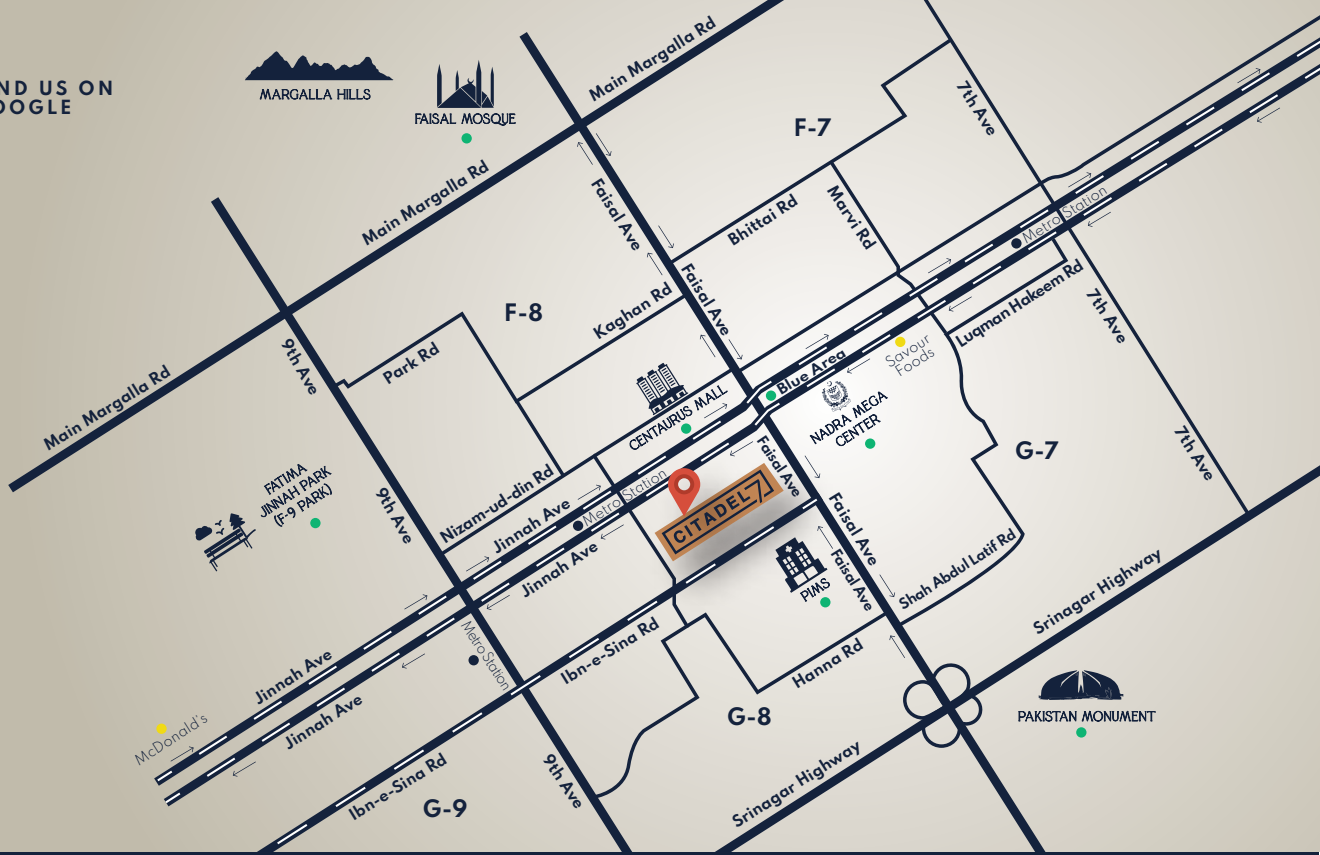 ND US ON
OOGLE
MARGALLA HILLS
FAISAL MOSQUE
Main Margalla Rd
F-7
7th Ave
Main Margalla Rd
Faisal Ave
Bhittai Rd
Marvi Rd
Metro Station
F-8
Kaghan Rd
Faisal Ave
Luqman Hakeem Rd
7th Ave
9th Ave
Park Rd
Main Margalla Rd
Blue Area
Savour
Foods
CENTAURUS MALL
NADRA MEGA
CENTER
G-7
7th Ave
FATIMA
JINNAH PARK
(F-9 PARK)
9th Ave
Nizam-ud-din Rd
Jinnah Ave
Metro Station
CITADEL 7
Faisal Ave
Faisal Ave
Jinnah Ave
PIMS
Faisal Ave
Shah Abdul Latif Rd
Srinagar Highway
Metro Station
Ibn-e-Sina Rd
Hanna Rd
Jinnah Ave
Jinnah Ave
McDonald's
G-8
PAKISTAN MONUMENT
Ibn-e-Sina Rd
9th Ave
Srinagar Highway
G-9